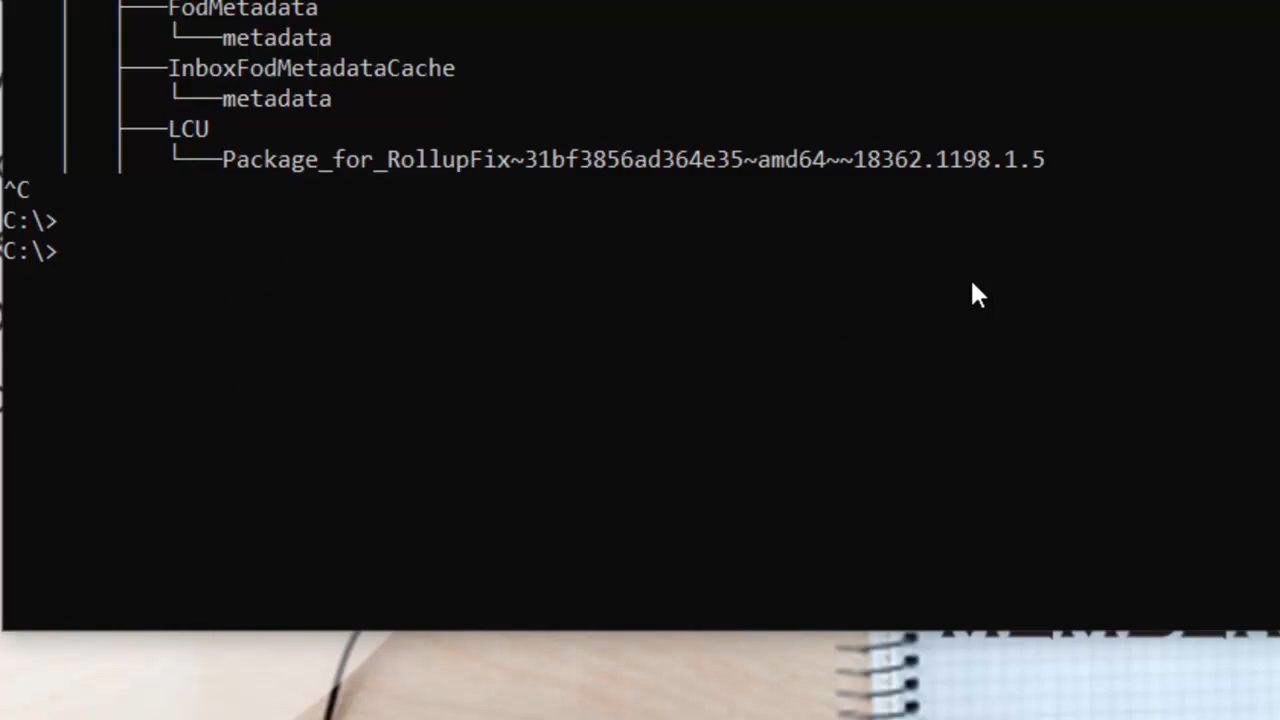 ├───FodMetadata
│   └───metadata
├───InboxFodMetadataCache
│   └───metadata
├───LCU
│   └───Package_for_RollupFix~31bf3856ad364e35~amd64~~18362.1198.1.5
^C
C:\>
C:\>